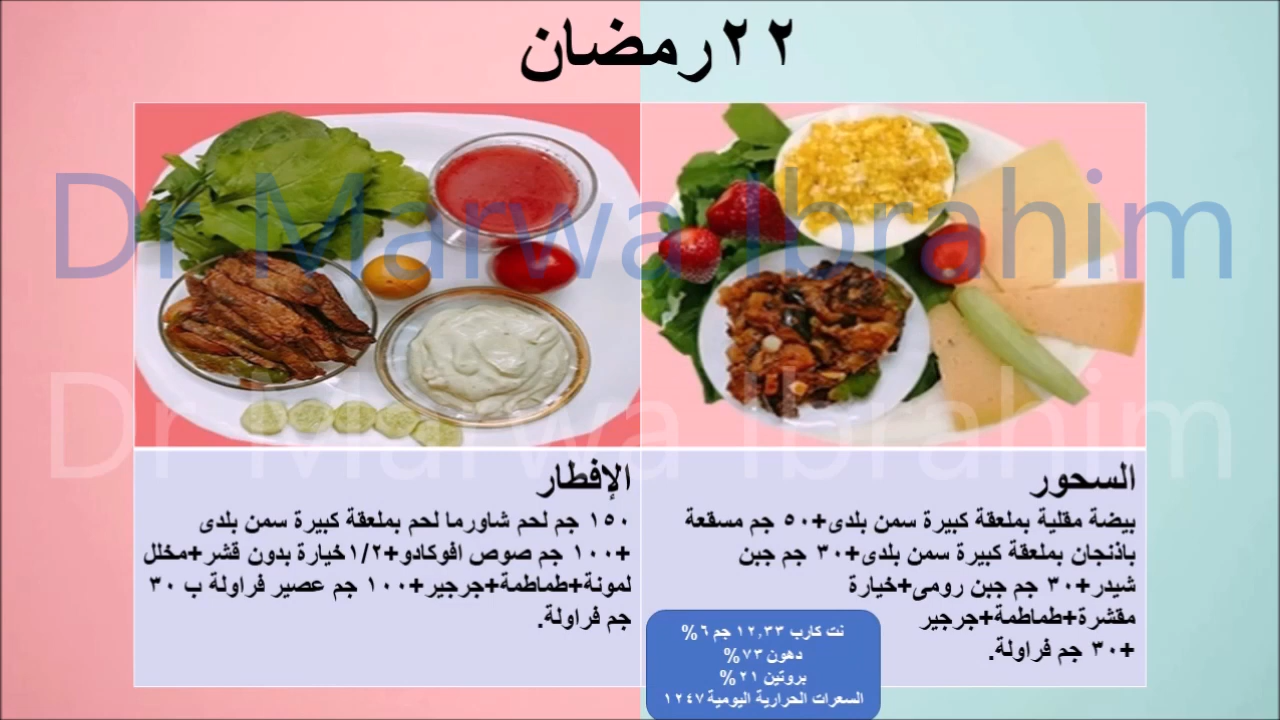 ٢٢رمضان
Dr Marwa Ibrahim
Dr Marwa Ibrahim
السحور
بيضة مقلية بملعقة كبيرة سمن بلدى+٥٠ جم مسقعة
باذنجان بملعقة كبيرة سمن بلدى+٣٠ جم جبن
شيدر+٣٠ جم جبن رومى+خيارة
مقشرة+طماطمة+جرجير
+٣٠ جم فراولة.
الإفطار
١٥٠ جم لحم شاورما لحم بملعقة كبيرة سمن بلدى
+١٠٠ جم صوص افوكادو+١/٢خيارة بدون قشر+مخلل
لمونة+طماطمة+جرجير+١٠٠ جم عصير فراولة ب ٣٠
جم فراولة.
نت كارب ١٢,٣٣ جم ٦%
دهون ٧٣%
بروتين ٢١%
السعرات الحرارية اليومية١٢٤٧